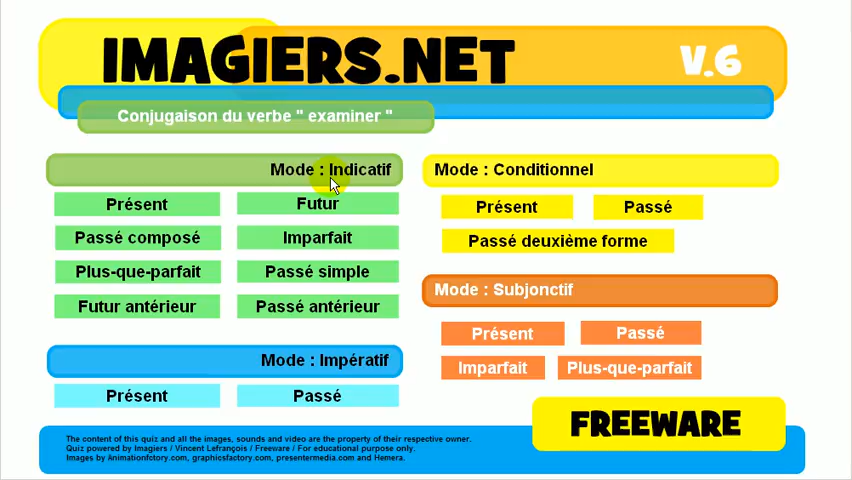 IMAGIERS.NET
V.6
Conjugaison du verbe " examiner "
Mode : Indicatif
Présent
Futur
Passé composé
Imparfait
Plus-que-parfait
Passé simple
Futur antérieur
Passé antérieur
Mode : Impératif
Présent
Passé
Mode : Conditionnel
Présent
Passé
Passé deuxième forme
Mode : Subjonctif
Présent
Passé
Imparfait
Plus-que-parfait
FREEWARE
The content of this quiz and all the images, sounds and video are the property of their respective owner.
Quiz powered by Imagiers / Vincent Lefrançois / Freeware / For educational purpose only.
Images by Animationfctory.com, graphicsfactory.com, presentermedia.com and Hemera.